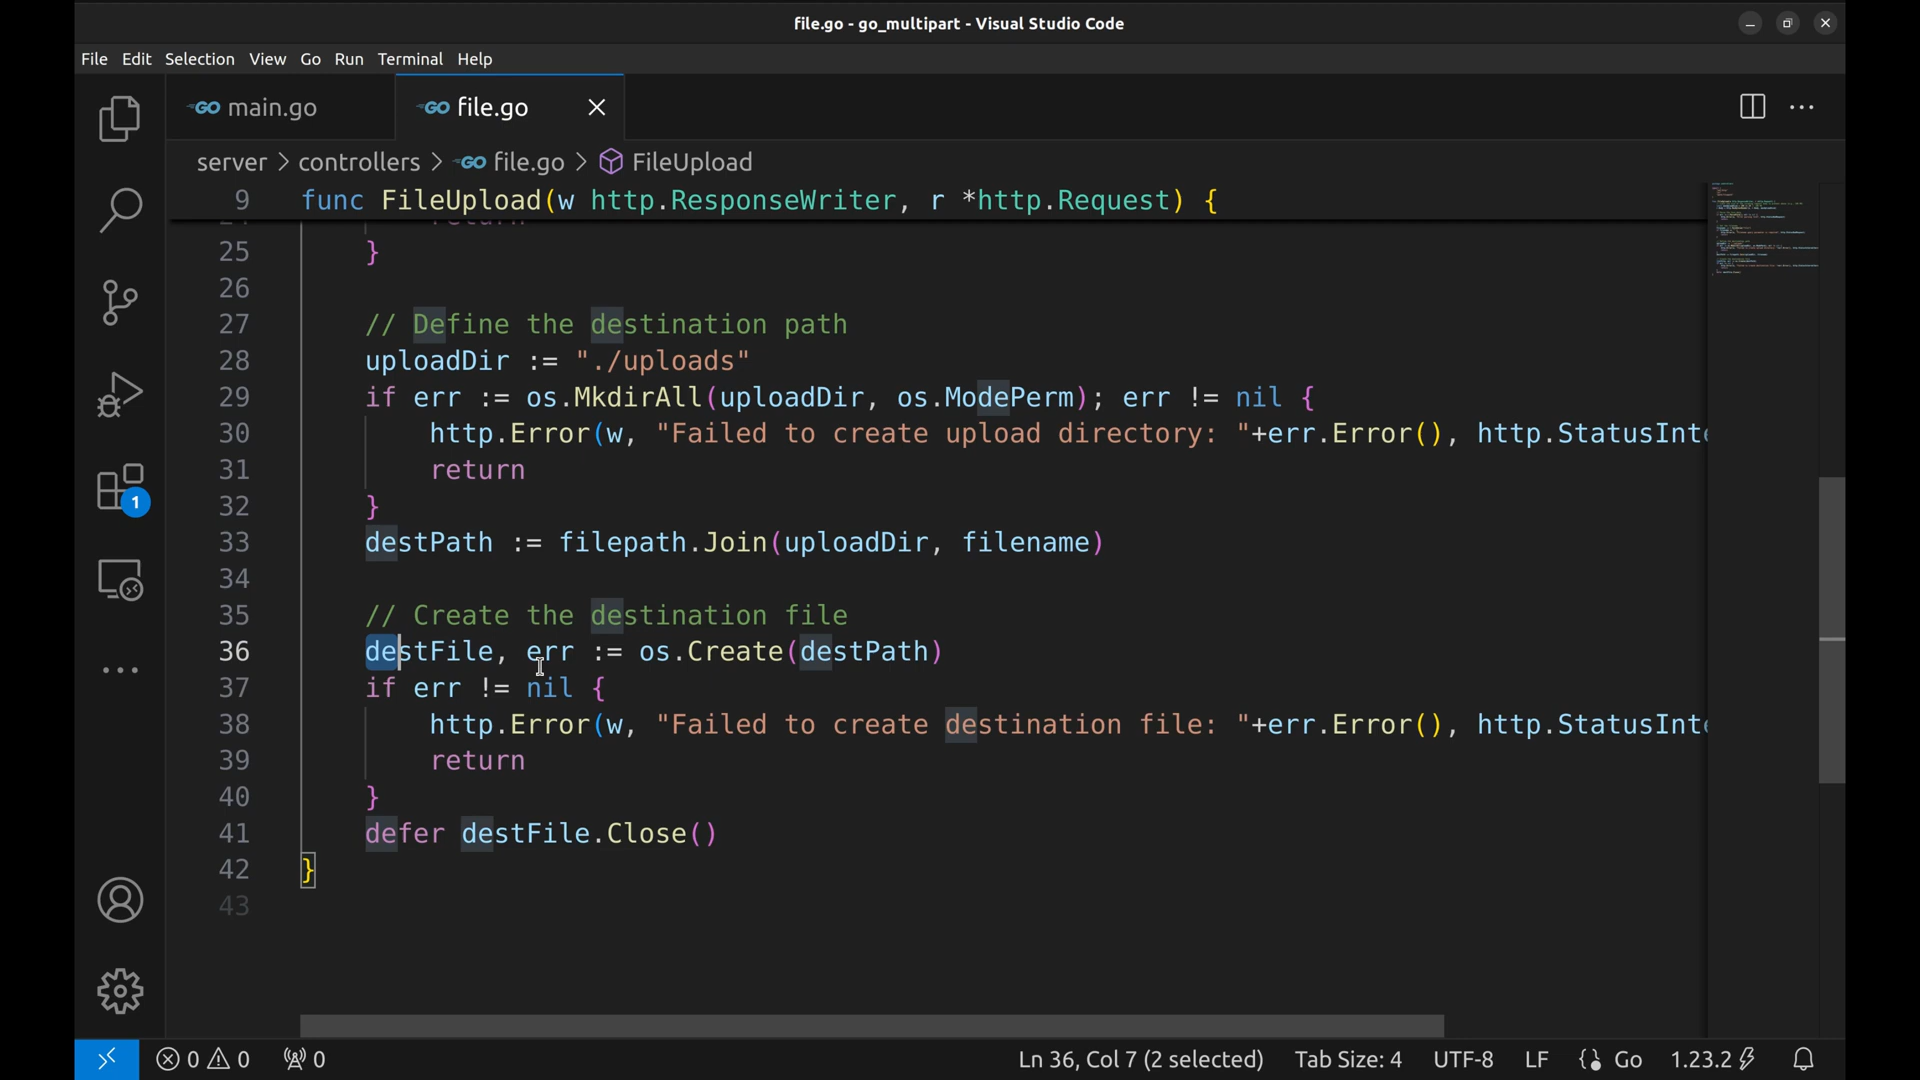 file.go - go_multipart - Visual Studio Code
File Edit Selection View Go Run Terminal Help
GO main.go GO file.go
server > controllers > GO file.go > FileUpload
9 func FileUpload(w http.ResponseWriter, r *http.Request) {
25 }
26
27 // Define the destination path
28 uploadDir := "./uploads"
29 if err := os.MkdirAll(uploadDir, os.ModePerm); err != nil {
30 http.Error(w, "Failed to create upload directory: "+err.Error(), http.StatusInte
31 return
32 }
33 destPath := filepath.Join(uploadDir, filename)
34
35 // Create the destination file
36 destFile, err := os.Create(destPath)
37 if err != nil {
38 http.Error(w, "Failed to create destination file: "+err.Error(), http.StatusInte
39 return
40 }
41 defer destFile.Close()
42 }
43
1
0 0 0 Ln 36, Col 7 (2 selected) Tab Size: 4 UTF-8 LF Go 1.23.2